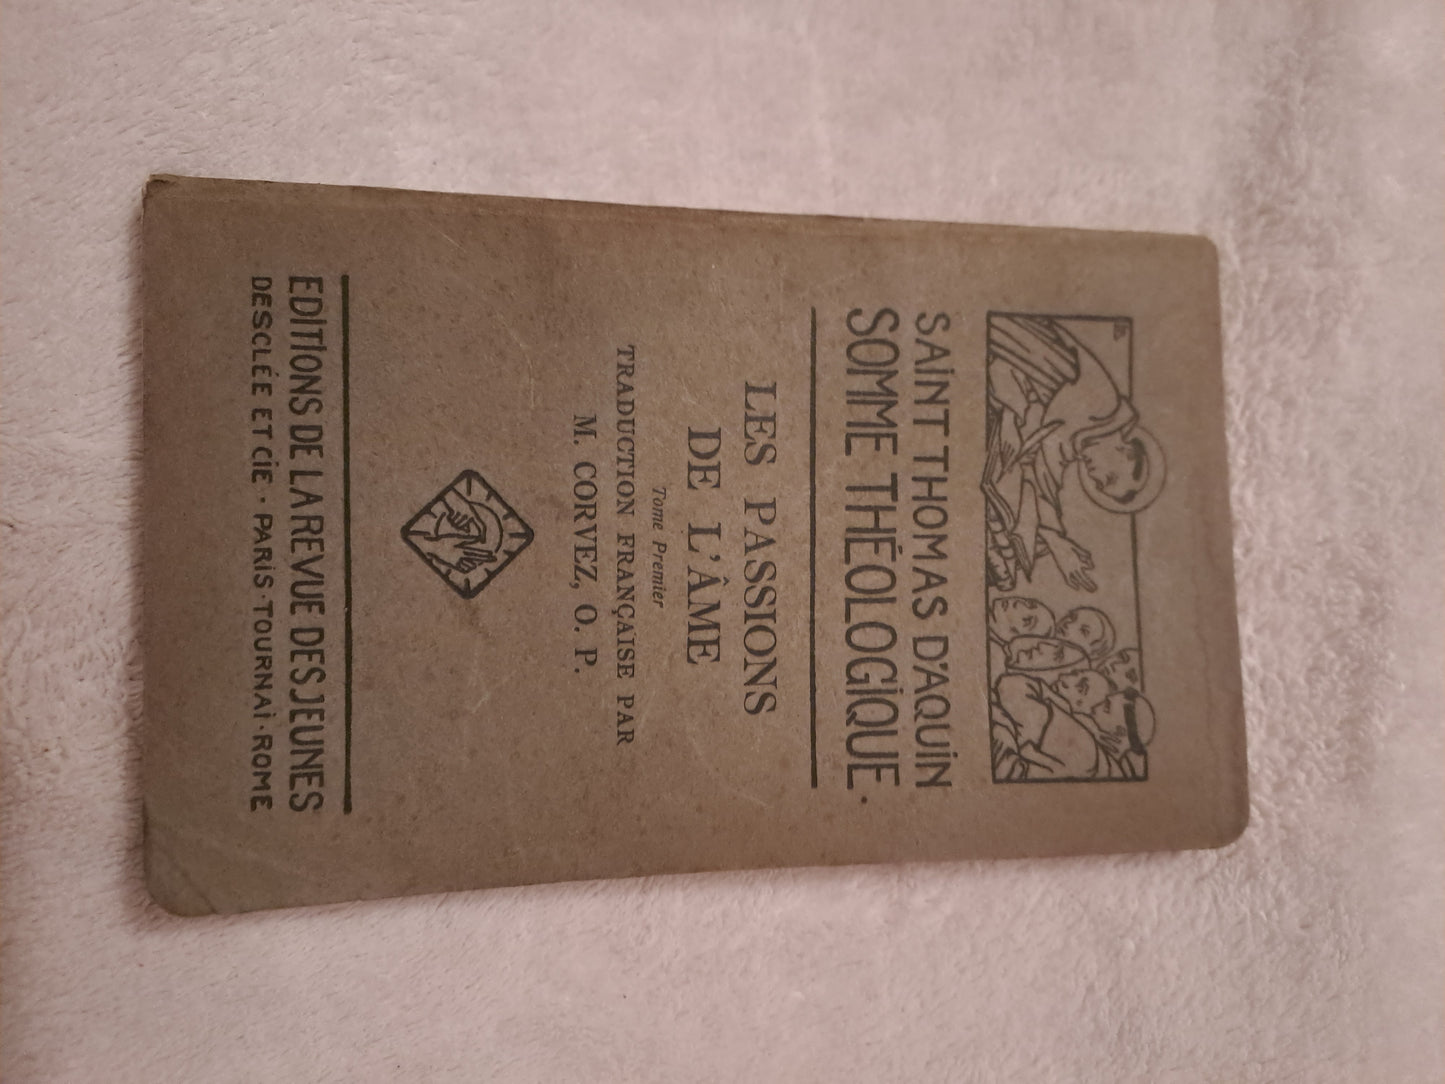 SAINT THOMAS D'AQUIN
SOMME THÉOLOGIQUE.
LES PASSIONS
DE L'ÂME
Tome Premier
TRADUCTION FRANÇAISE PAR
M. CORVEZ, O. P.
EDITIONS DE LA REVUE DES JEUNES
DESCLÉE ET CIE · PARIS · TOURNAI · ROME